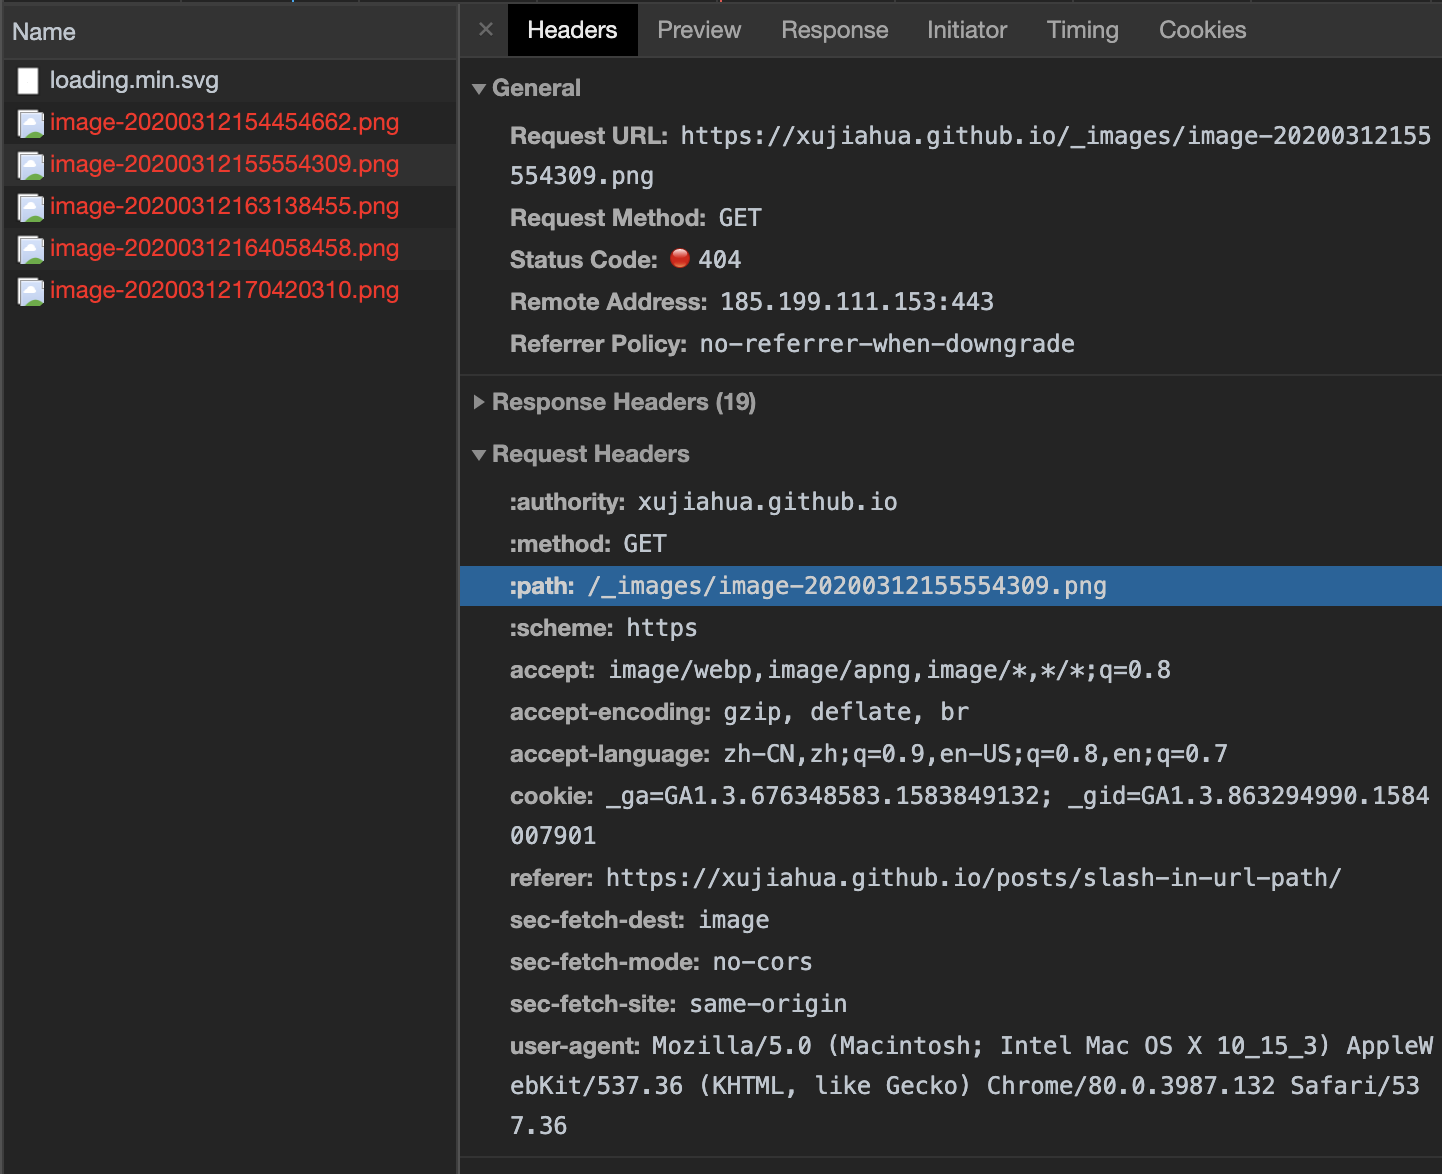 Name
loading.min.svg
image-20200312154454662.png
image-20200312155554309.png
image-20200312163138455.png
image-20200312164058458.png
image-20200312170420310.png
× Headers Preview Response Initiator Timing Cookies
General
Request URL: https://xujiahua.github.io/_images/image-20200312155
554309.png
Request Method: GET
Status Code: 404
Remote Address: 185.199.111.153:443
Referrer Policy: no-referrer-when-downgrade
Response Headers (19)
Request Headers
:authority: xujiahua.github.io
:method: GET
:path: /_images/image-20200312155554309.png
:scheme: https
accept: image/webp,image/apng,image/*,*/*;q=0.8
accept-encoding: gzip, deflate, br
accept-language: zh-CN,zh;q=0.9,en-US;q=0.8,en;q=0.7
cookie: _ga=GA1.3.676348583.1583849132; _gid=GA1.3.863294990.1584
007901
referer: https://xujiahua.github.io/posts/slash-in-url-path/
sec-fetch-dest: image
sec-fetch-mode: no-cors
sec-fetch-site: same-origin
user-agent: Mozilla/5.0 (Macintosh; Intel Mac OS X 10_15_3) AppleW
ebKit/537.36 (KHTML, like Gecko) Chrome/80.0.3987.132 Safari/53
7.36